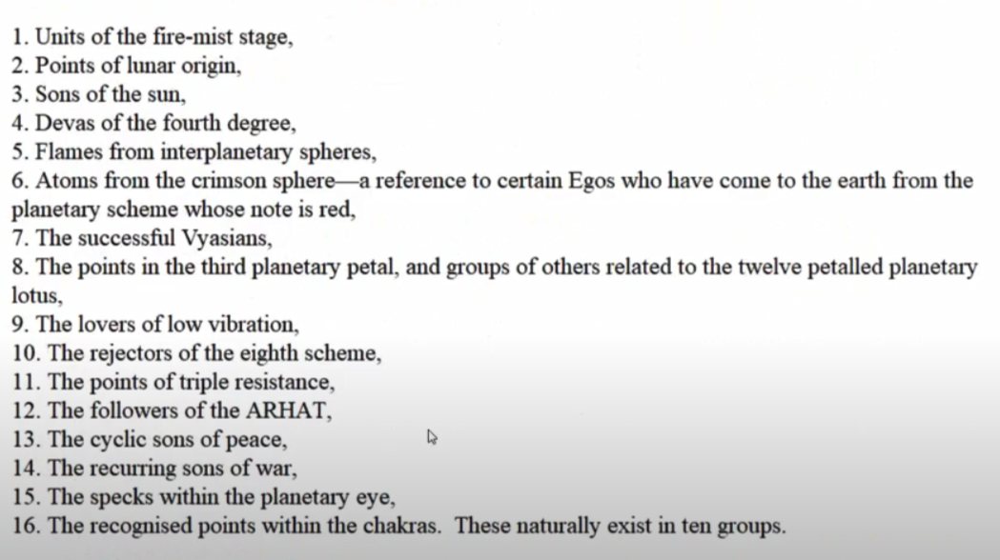 1. Units of the fire-mist stage,
2. Points of lunar origin,
3. Sons of the sun,
4. Devas of the fourth degree,
5. Flames from interplanetary spheres,
6. Atoms from the crimson sphere—a reference to certain Egos who have come to the earth from the
planetary scheme whose note is red,
7. The successful Vyasians,
8. The points in the third planetary petal, and groups of others related to the twelve petalled planetary
lotus,
9. The lovers of low vibration,
10. The rejectors of the eighth scheme,
11. The points of triple resistance,
12. The followers of the ARHAT,
13. The cyclic sons of peace,
14. The recurring sons of war,
15. The specks within the planetary eye,
16. The recognised points within the chakras.  These naturally exist in ten groups.